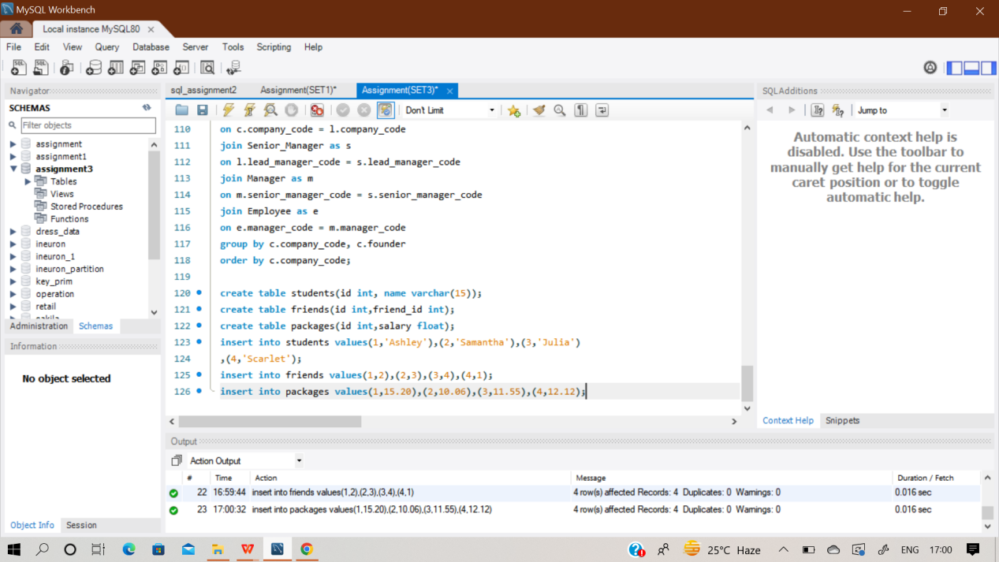 MySQL Workbench
Local instance MySQL80
File Edit View Query Database Server Tools Scripting Help
Navigator
SCHEMAS
Filter objects
assignment
assignment1
assignment3
Tables
Views
Stored Procedures
Functions
dress_data
ineuron
ineuron_1
ineuron_partition
key_prim
operation
retail
Administration Schemas
Information
No object selected
Object Info Session
sql_assignment2 Assignment(SET1)* Assignment(SET3)*
Don't Limit
110 on c.company_code = l.company_code
111 join Senior_Manager as s
112 on l.lead_manager_code = s.lead_manager_code
113 join Manager as m
114 on m.senior_manager_code = s.senior_manager_code
115 join Employee as e
116 on e.manager_code = m.manager_code
117 group by c.company_code, c.founder
118 order by c.company_code;
119
120 create table students(id int, name varchar(15));
121 create table friends(id int,friend_id int);
122 create table packages(id int,salary float);
123 insert into students values(1,'Ashley'),(2,'Samantha'),(3,'Julia')
124 ,(4,'Scarlet');
125 insert into friends values(1,2),(2,3),(3,4),(4,1);
126 insert into packages values(1,15.20),(2,10.06),(3,11.55),(4,12.12);
SQLAdditions
Jump to
Automatic context help is
disabled. Use the toolbar to
manually get help for the current
caret position or to toggle
automatic help.
Context Help Snippets
Output
Action Output
# Time Action Message Duration / Fetch
22 16:59:44 insert into friends values(1,2),(2,3),(3,4),(4,1) 4 row(s) affected Records: 4 Duplicates: 0 Warnings: 0 0.016 sec
23 17:00:32 insert into packages values(1,15.20),(2,10.06),(3,11.55),(4,12.12) 4 row(s) affected Records: 4 Duplicates: 0 Warnings: 0 0.016 sec
25°C Haze ENG 17:00